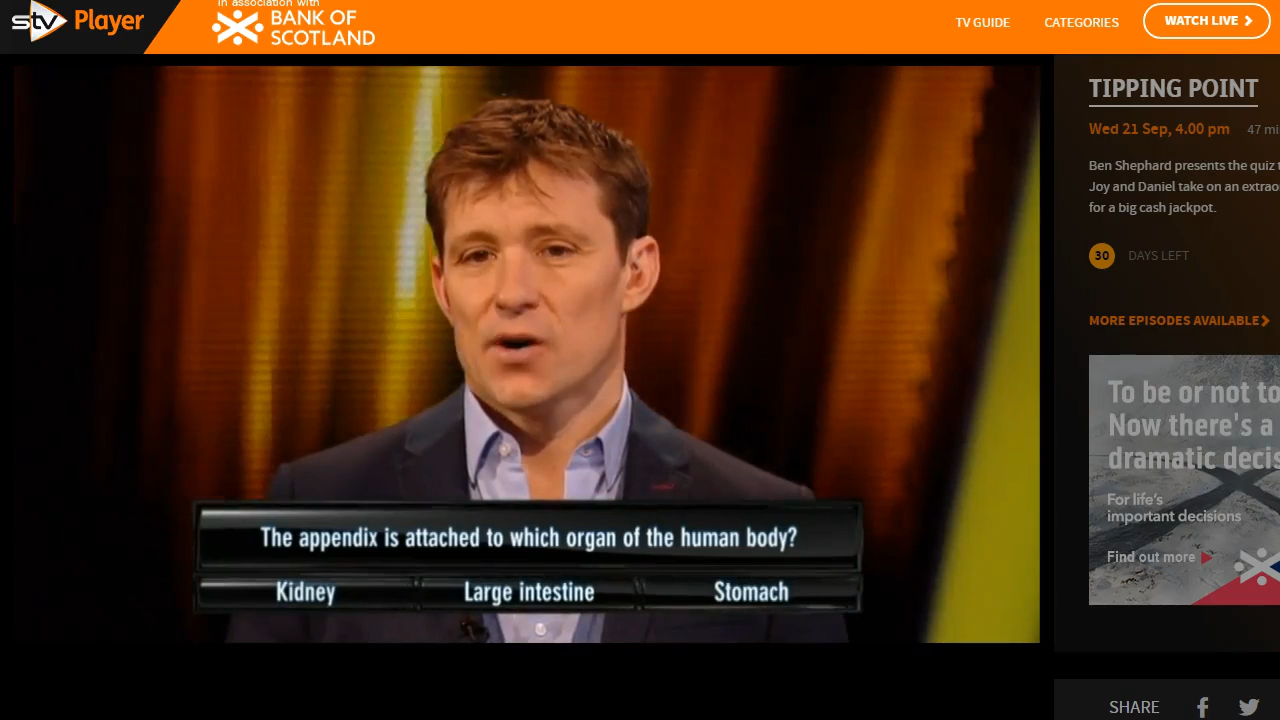 in association with
stv Player
BANK OF
SCOTLAND
TV GUIDE
CATEGORIES
WATCH LIVE
TIPPING POINT
Wed 21 Sep, 4.00 pm 47
Ben Shephard presents the quiz
Joy and Daniel take on an
for a big cash jackpot.
30 DAYS LEFT
MORE EPISODES AVAILABLE
To be or not to
Now there's a
dramatic
For life's
important decisions
Find out more
The appendix is attached to which organ of the human body?
Kidney
Large intestine
Stomach
SHARE